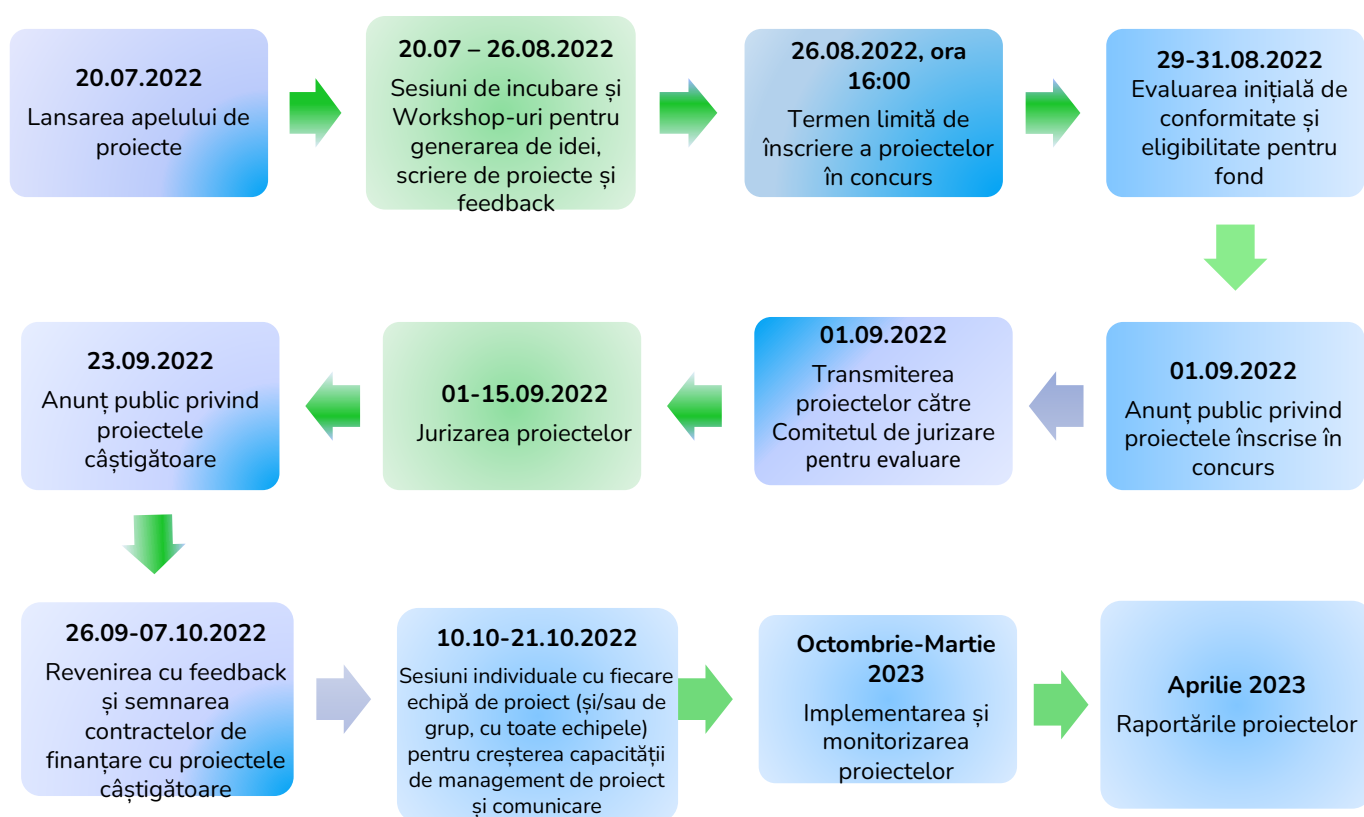 20.07.2022
Lansarea apelului de
proiecte
20.07 – 26.08.2022
Sesiuni de incubare și
Workshop-uri pentru
generarea de idei,
scriere de proiecte și
feedback
26.08.2022, ora
16:00
Termen limită de
înscriere a proiectelor
în concurs
29-31.08.2022
Evaluarea inițială de
conformitate și
eligibilitate pentru
fond
01.09.2022
Anunț public privind
proiectele înscrise în
concurs
01.09.2022
Transmiterea
proiectelor către
Comitetul de jurizare
pentru evaluare
01-15.09.2022
Jurizarea proiectelor
23.09.2022
Anunț public privind
proiectele
câștigătoare
26.09-07.10.2022
Revenirea cu feedback
și semnarea
contractelor de
finanțare cu proiectele
câștigătoare
10.10-21.10.2022
Sesiuni individuale cu fiecare
echipă de proiect (și/sau de
grup, cu toate echipele)
pentru creșterea capacității
de management de proiect
și comunicare
Octombrie-Martie
2023
Implementarea și
monitorizarea
proiectelor
Aprilie 2023
Raportările proiectelor